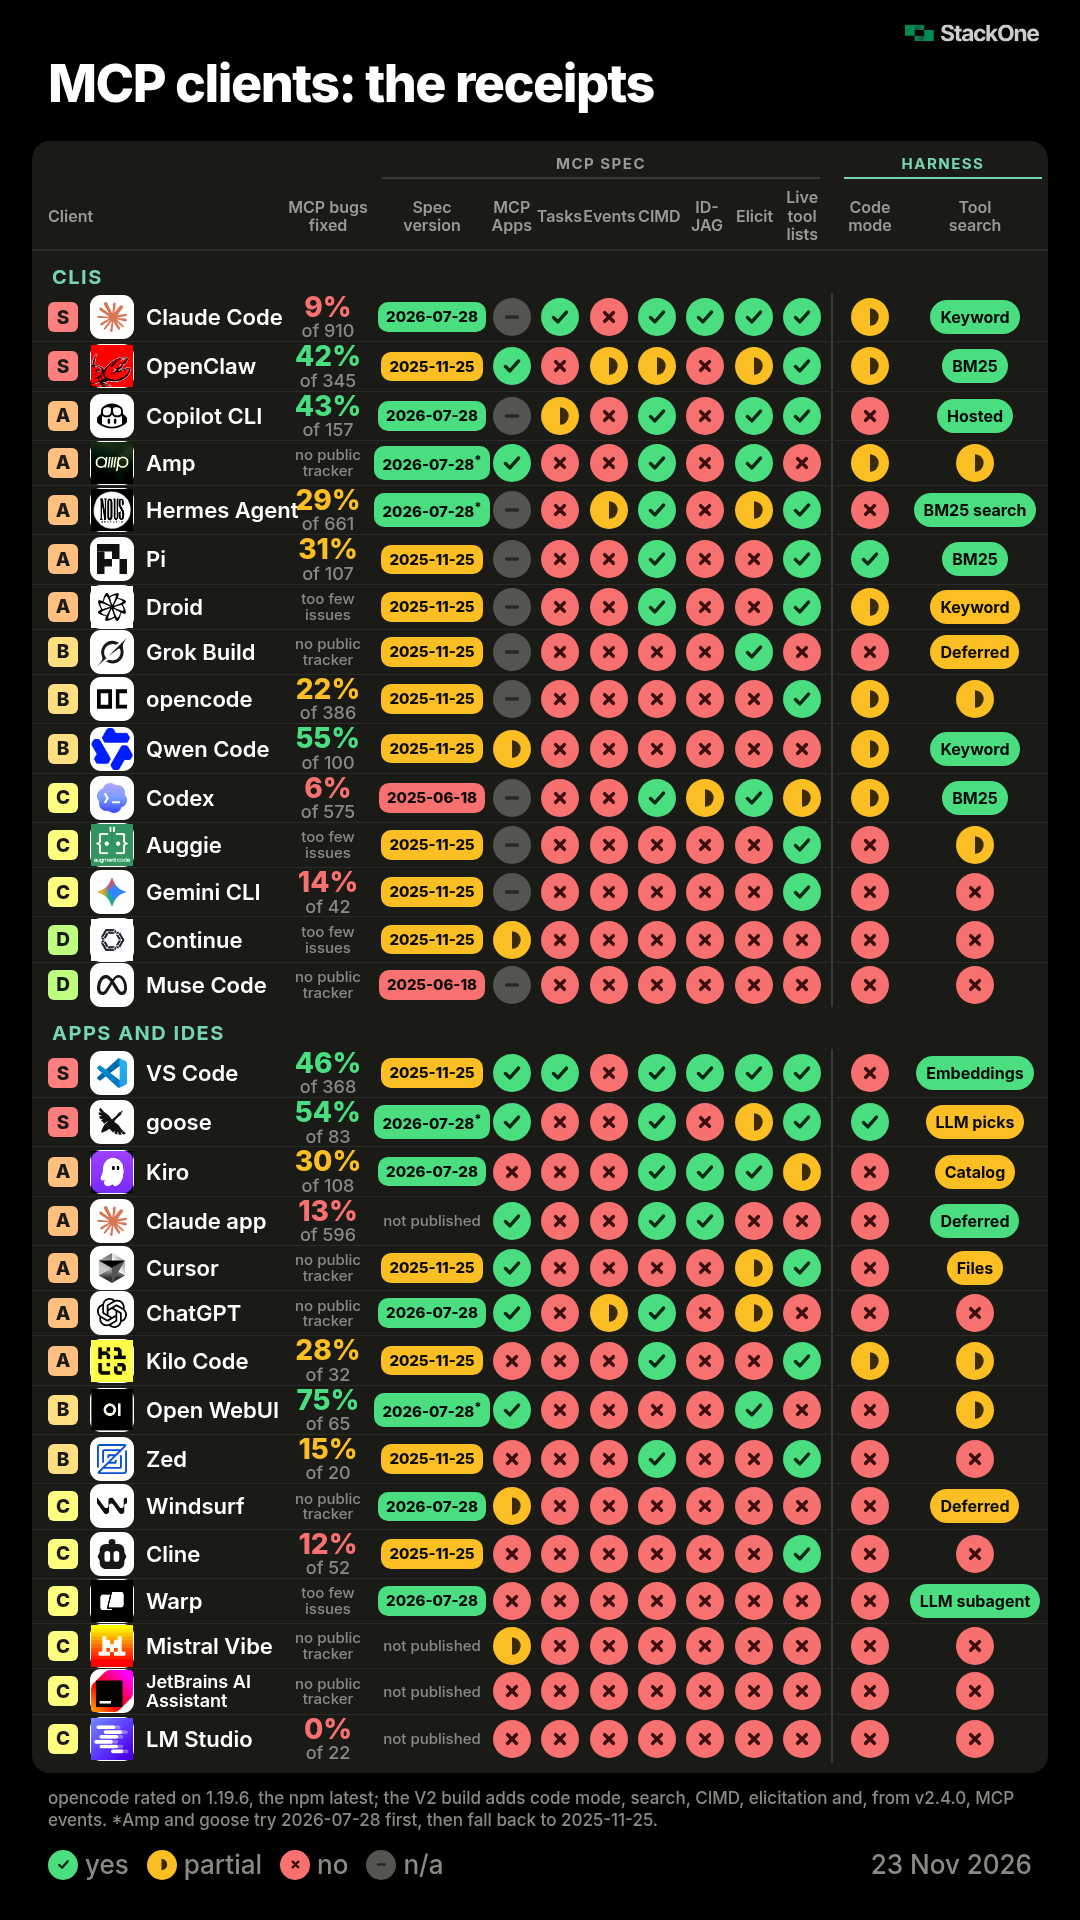 StackOne
MCP clients: the receipts
MCP SPEC
HARNESS
Client
MCP bugs fixed
Spec version
MCP Apps
Tasks
Events
CIMD
ID-JAG
Elicit
Live tool lists
Code mode
Tool search
CLIS
S Claude Code 9% of 910 2026-07-28 Keyword
S OpenClaw 42% of 345 2025-11-25 BM25
A Copilot CLI 43% of 157 2026-07-28 Hosted
A amp Amp no public tracker 2026-07-28*
A NOUS Hermes Agent 29% of 661 2026-07-28* BM25 search
A Pi 31% of 107 2025-11-25 BM25
A Droid too few issues 2025-11-25 Keyword
B Grok Build no public tracker 2025-11-25 Deferred
B opencode 22% of 386 2025-11-25
B Qwen Code 55% of 100 2025-11-25 Keyword
C Codex 6% of 575 2025-06-18 BM25
C augment code Auggie too few issues 2025-11-25
C Gemini CLI 14% of 42 2025-11-25
D Continue too few issues 2025-11-25
D Muse Code no public tracker 2025-06-18
APPS AND IDES
S VS Code 46% of 368 2025-11-25 Embeddings
S goose 54% of 83 2026-07-28* LLM picks
A Kiro 30% of 108 2026-07-28 Catalog
A Claude app 13% of 596 not published Deferred
A Cursor no public tracker 2025-11-25 Files
A ChatGPT no public tracker 2026-07-28
A Kilo Code 28% of 32 2025-11-25
B OI Open WebUI 75% of 65 2026-07-28*
B Zed 15% of 20 2025-11-25
C Windsurf no public tracker 2026-07-28 Deferred
C Cline 12% of 52 2025-11-25
C Warp too few issues 2026-07-28 LLM subagent
C Mistral Vibe no public tracker not published
C JetBrains AI Assistant no public tracker not published
C LM Studio 0% of 22 not published
opencode rated on 1.19.6, the npm latest; the V2 build adds code mode, search, CIMD, elicitation and, from v2.4.0, MCP
events. *Amp and goose try 2026-07-28 first, then fall back to 2025-11-25.
yes partial no n/a
23 Nov 2026